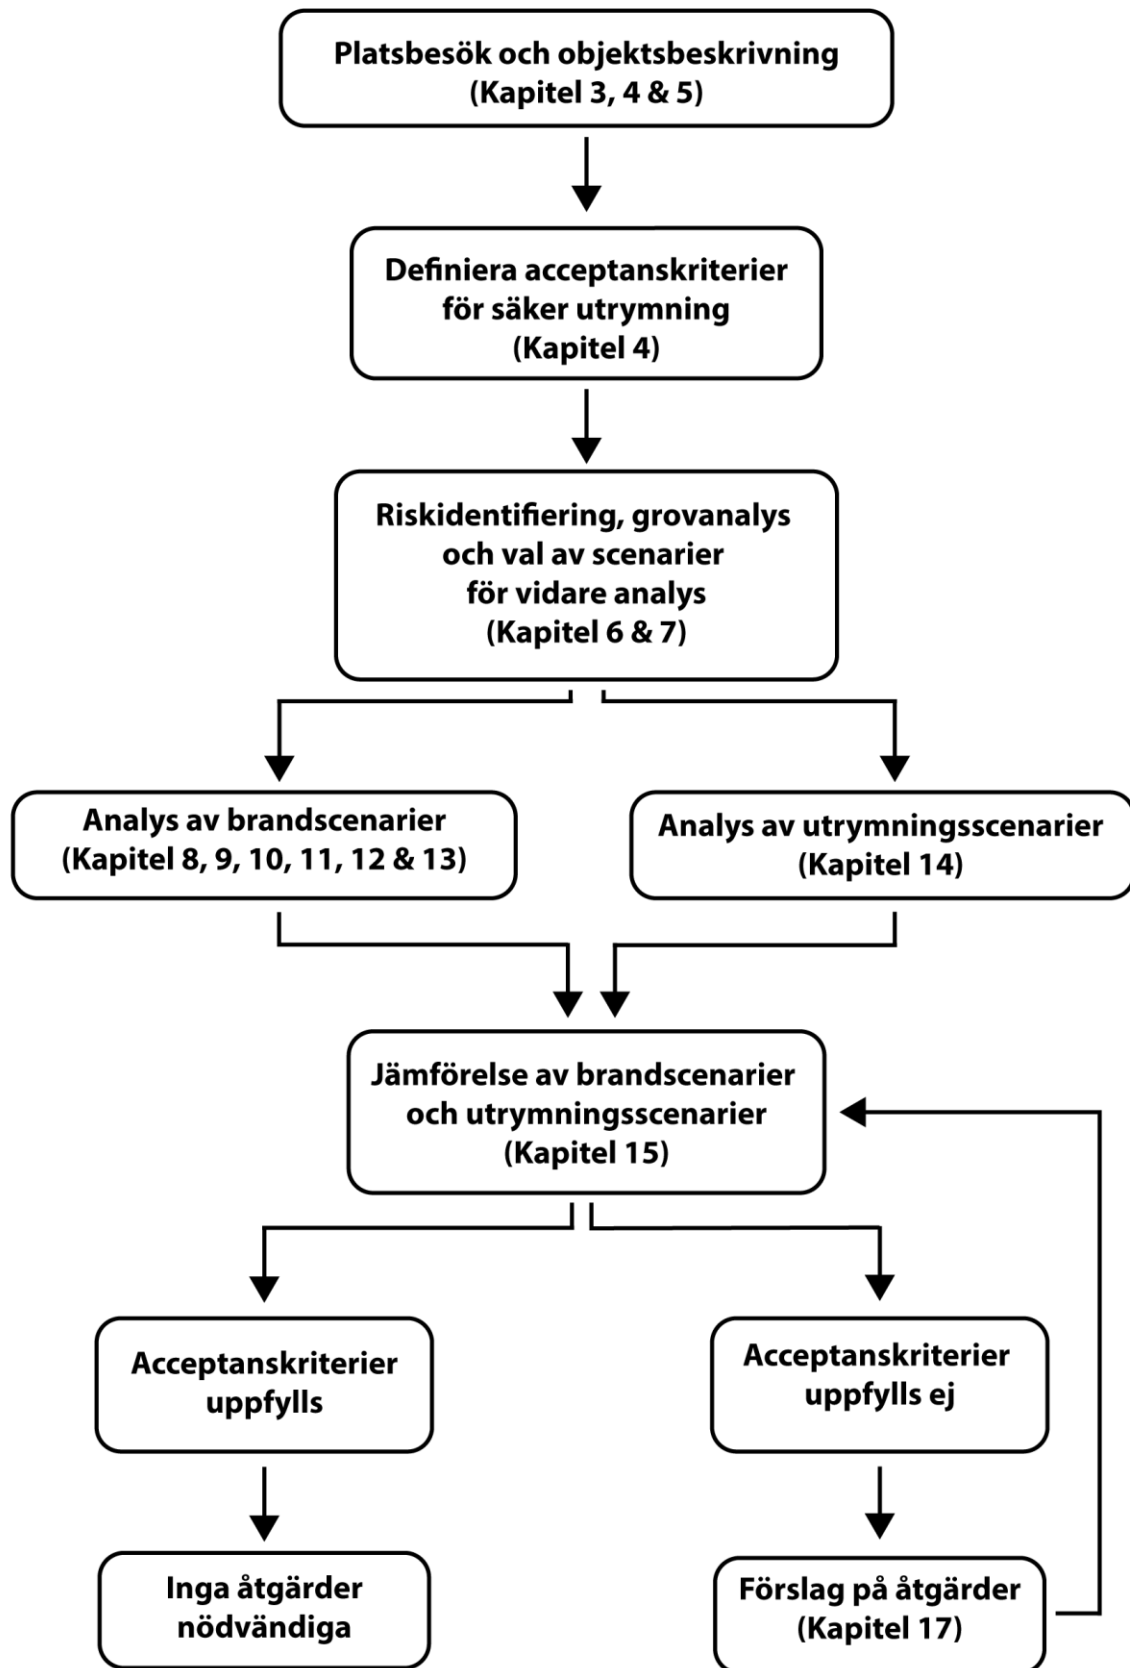 Platsbesök och objektsbeskrivning
(Kapitel 3, 4 & 5)
Definiera acceptanskriterier
för säker utrymning
(Kapitel 4)
Riskidentifiering, grovanalys
och val av scenarier
för vidare analys
(Kapitel 6 & 7)
Analys av brandscenarier
(Kapitel 8, 9, 10, 11, 12 & 13)
Analys av utrymningsscenarier
(Kapitel 14)
Jämförelse av brandscenarier
och utrymningsscenarier
(Kapitel 15)
Acceptanskriterier
uppfylls
Acceptanskriterier
uppfylls ej
Inga åtgärder
nödvändiga
Förslag på åtgärder
(Kapitel 17)